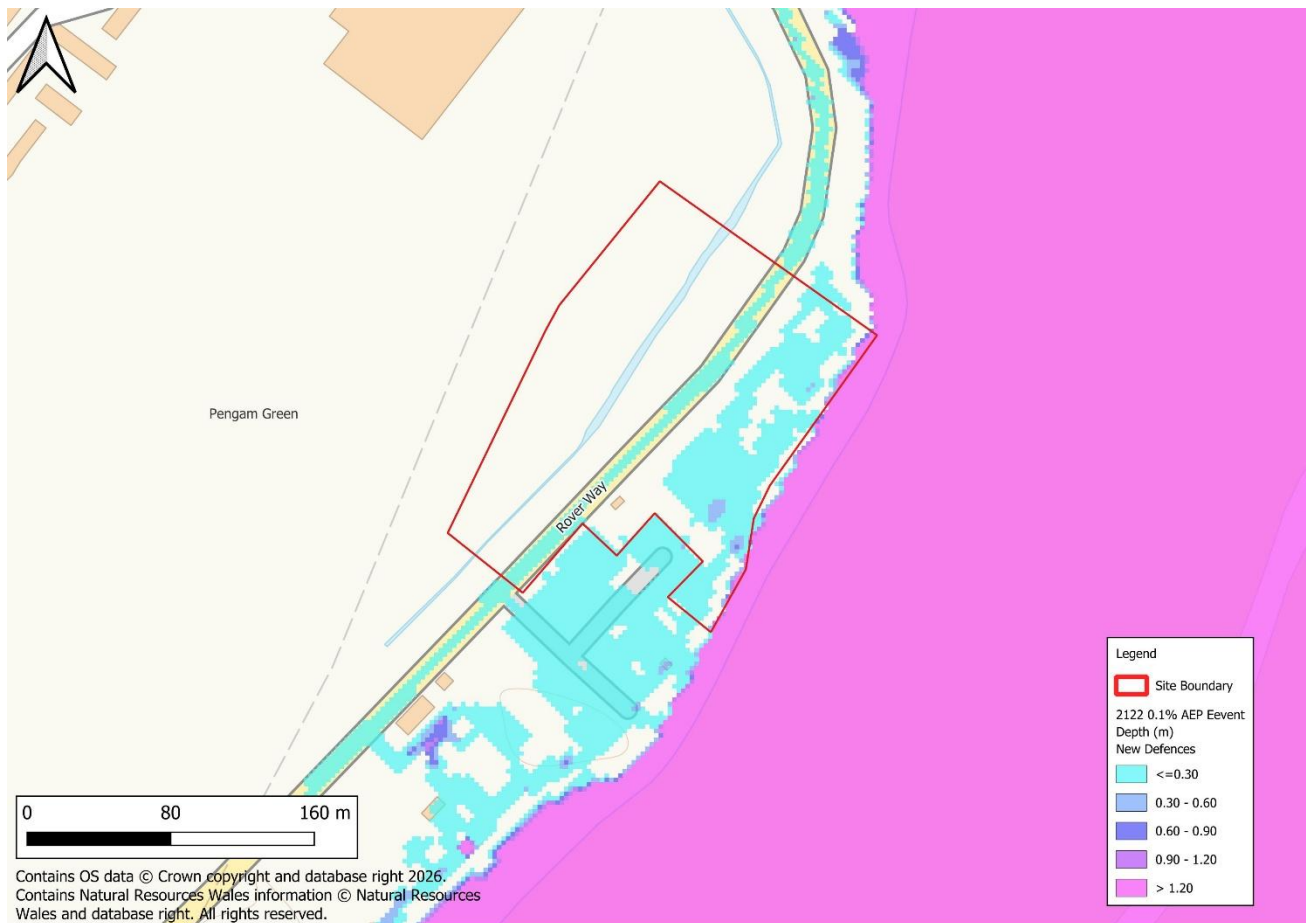 Pengam Green
Rover Way
0 80 160 m
Contains OS data © Crown copyright and database right 2026.
Contains Natural Resources Wales information © Natural Resources
Wales and database right. All rights reserved.
Legend
Site Boundary
2122 0.1% AEP Eevent
Depth (m)
New Defences
<=0.30
0.30 - 0.60
0.60 - 0.90
0.90 - 1.20
> 1.20